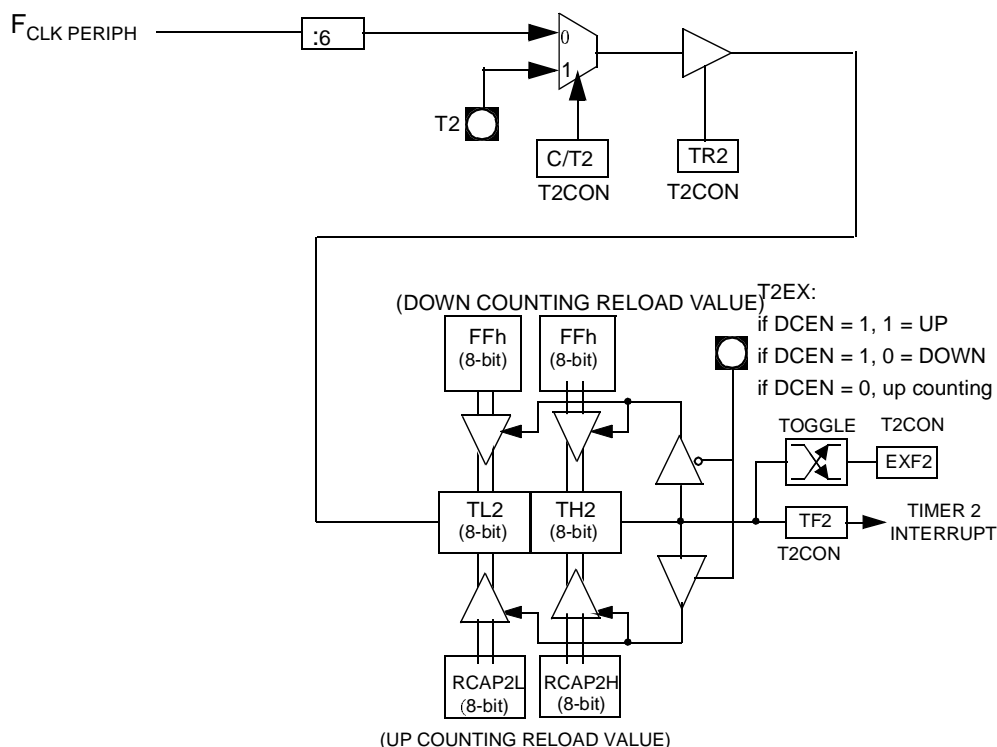 F CLK PERIPH
:6
0
1
T2
C/T2
TR2
T2CON
T2CON
T2EX:
(DOWN COUNTING RELOAD VALUE)
if DCEN = 1, 1 = UP
FFh
(8-bit)
FFh
(8-bit)
if DCEN = 1, 0 = DOWN
if DCEN = 0, up counting
TOGGLE
T2CON
EXF2
TL2
(8-bit)
TH2
(8-bit)
TF2
TIMER 2
INTERRUPT
T2CON
RCAP2L
(8-bit)
RCAP2H
(8-bit)
(UP COUNTING RELOAD VALUE)